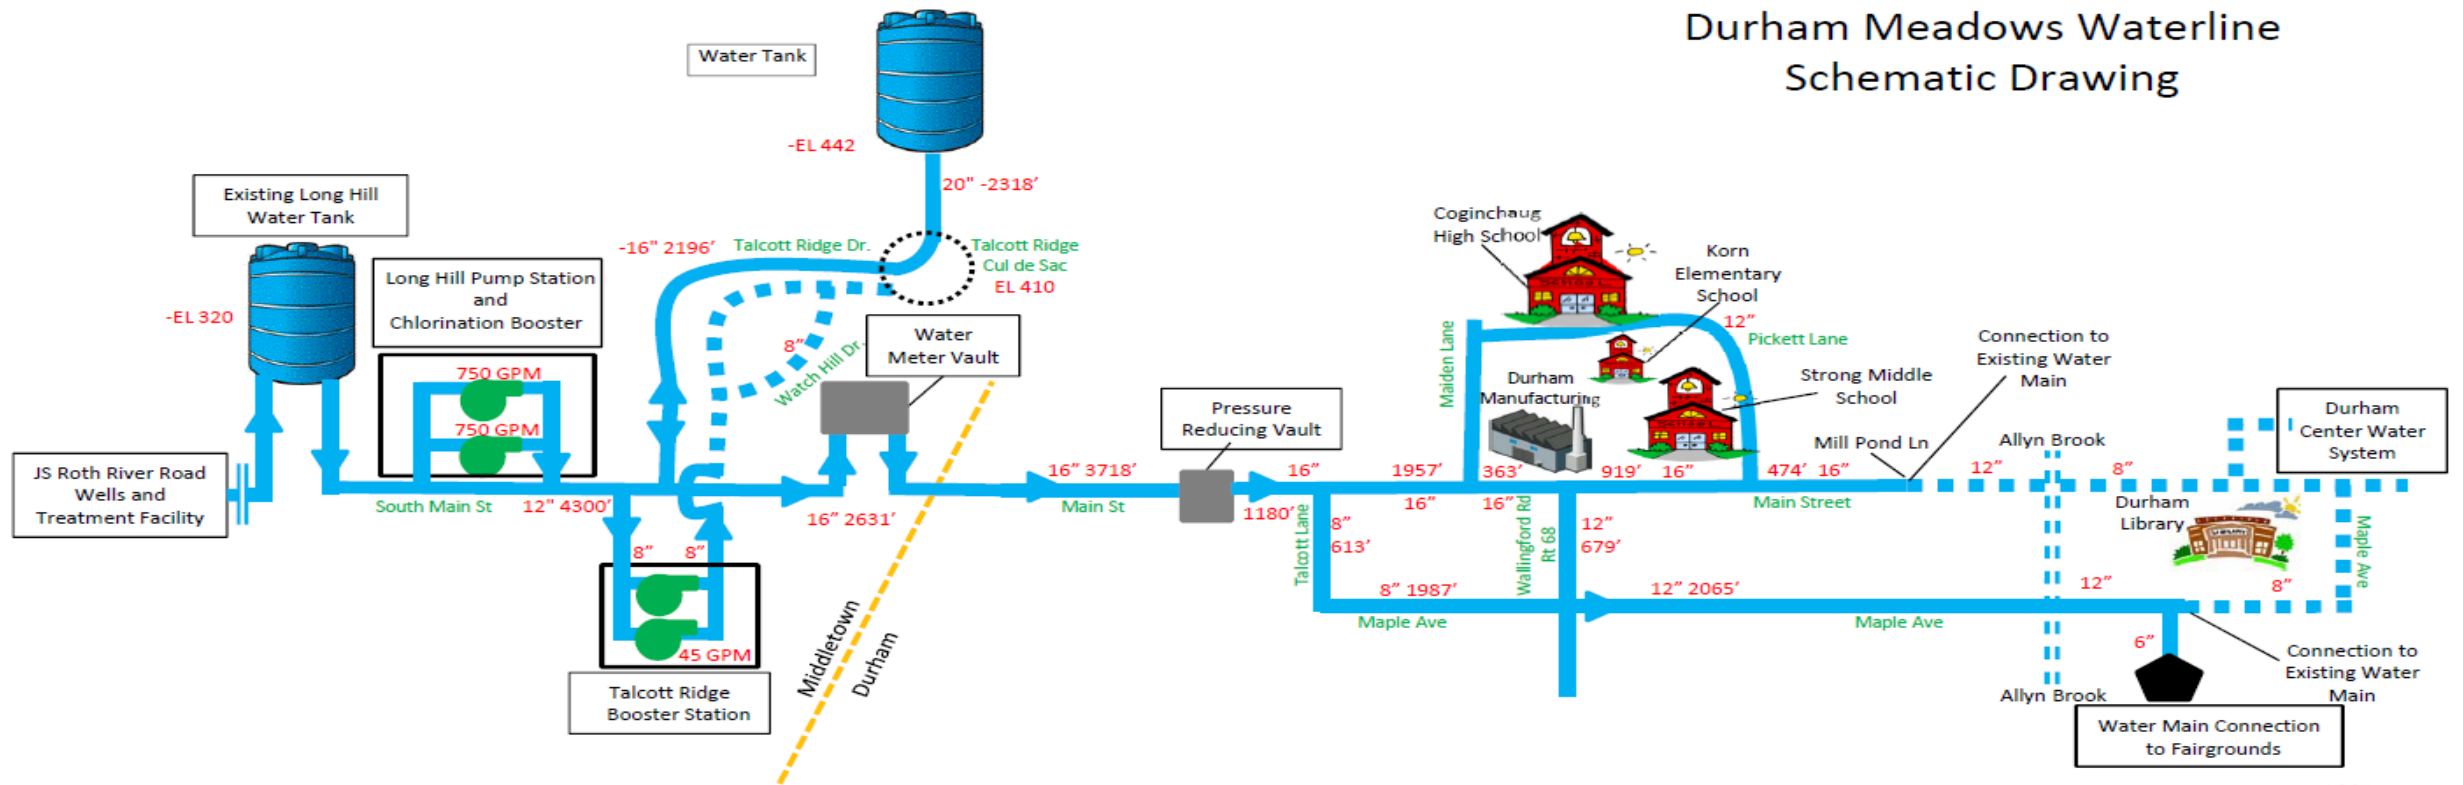 Durham Meadows Waterline
Schematic Drawing
Water Tank
-EL 442
20" -2318’
Existing Long Hill
Water Tank
-EL 320
Long Hill Pump Station
and
Chlorination Booster
750 GPM
750 GPM
-16" 2196’
Talcott Ridge Dr.
Talcott Ridge
Cul de Sac
EL 410
8”
Watch Hill Dr.
Water
Meter Vault
JS Roth River Road
Wells and
Treatment Facility
South Main St
12" 4300’
16” 2631’
8”
8”
45 GPM
Talcott Ridge
Booster Station
Middletown
Durham
16” 3718’
Main St
Pressure
Reducing Vault
1180’
16”
Talcott Lane
8”
613’
1957’
16”
Maiden Lane
Coginchaug
High School
Korn
Elementary
School
12”
Pickett Lane
Durham
Manufacturing
Strong Middle
School
363’
16”
919’
16”
474’ 16”
Main Street
Wallingford Rd
Rt 68
12”
679’
8” 1987’
Maple Ave
12” 2065’
Maple Ave
Mill Pond Ln
Connection to
Existing Water
Main
Allyn Brook
12”
8”
Durham
Center Water
System
Durham
Library
Maple Ave
12”
8”
6”
Allyn Brook
Connection to
Existing Water
Main
Water Main Connection
to Fairgrounds